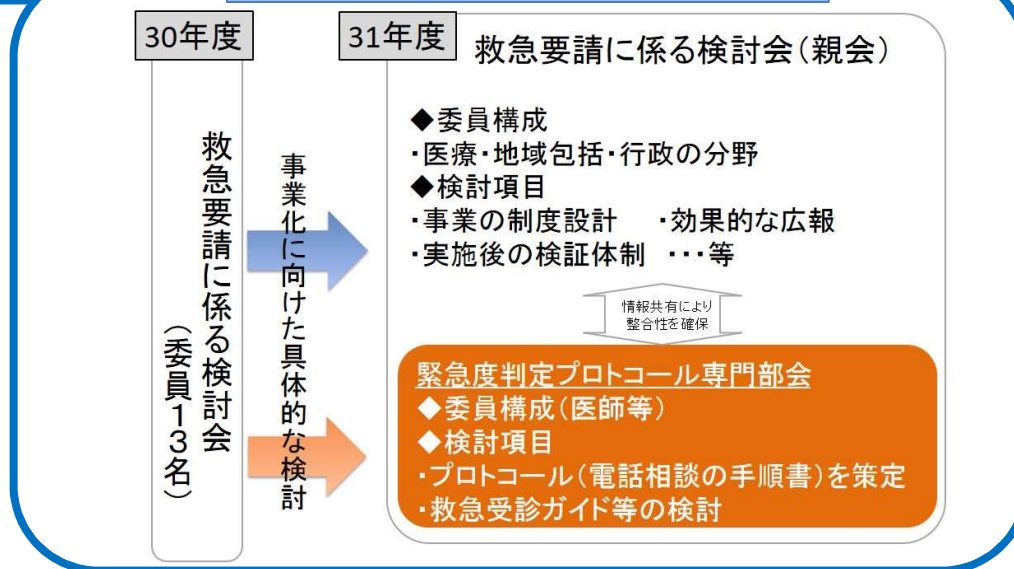 30年度
救急要請に係る検討会
（委員１３名）
事業化に向けた具体的な検討
31年度
救急要請に係る検討会（親会）
◆委員構成
・医療・地域包括・行政の分野
◆検討項目
・事業の制度設計　・効果的な広報
・実施後の検証体制　・・・等
情報共有により
整合性を確保
緊急度判定プロトコール専門部会
◆委員構成（医師等）
◆検討項目
・プロトコール（電話相談の手順書）を策定
・救急受診ガイド等の検討